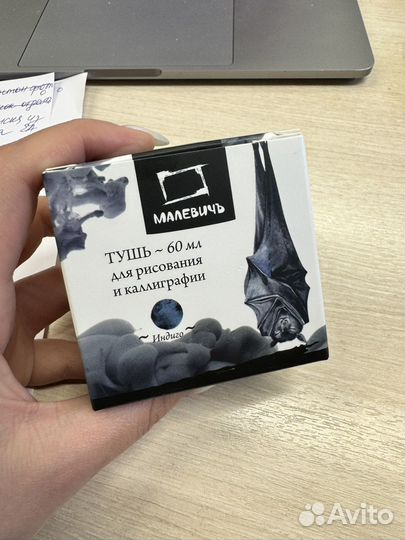 МАЛЕВИЧЪ
ТУШЬ ~ 60 мл
для рисования
и каллиграфии
~ Индиго ~
Avito